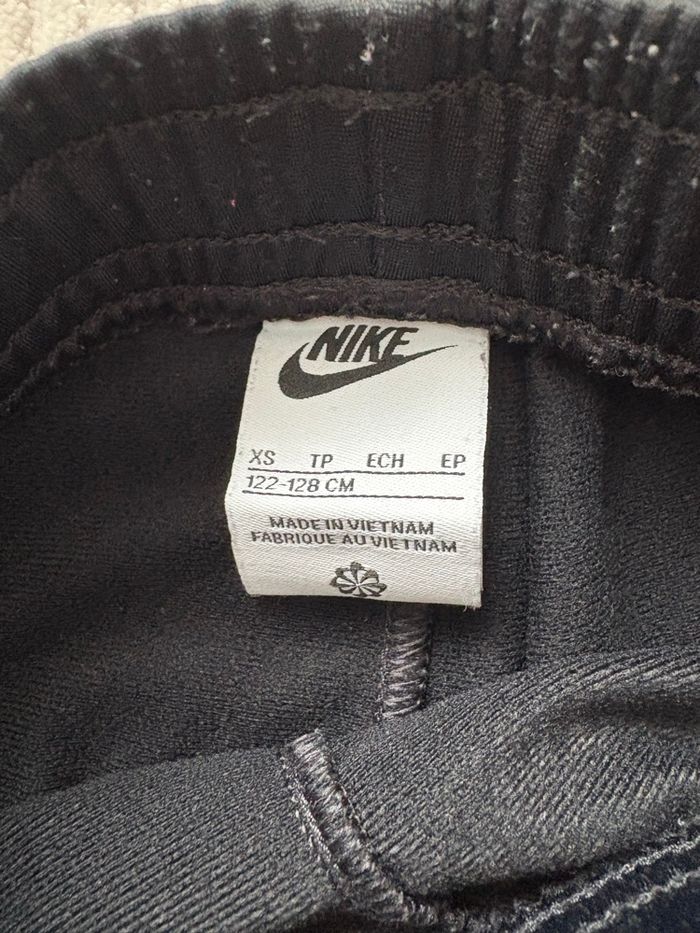 NIKE
XS TP ECH EP
122-128 CM
MADE IN VIETNAM
FABRIQUE AU VIETNAM